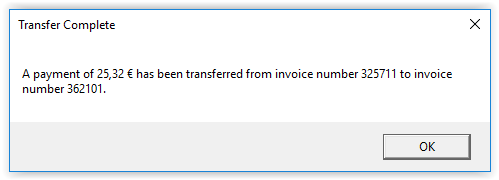 Transfer Complete
A payment of 25,32 € has been transferred from invoice number 325711 to invoice
number 362101.
OK